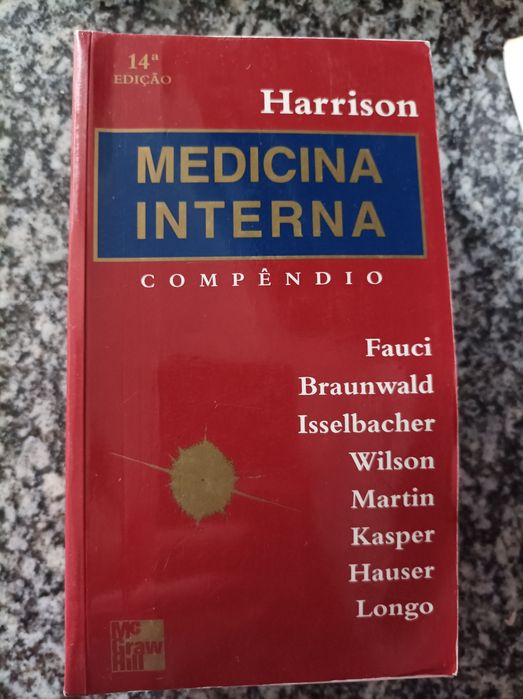 14ª
EDIÇÃO
Harrison
MEDICINA
INTERNA
COMPÊNDIO
Fauci
Braunwald
Isselbacher
Wilson
Martin
Kasper
Hauser
Longo
Mc
Graw
Hill